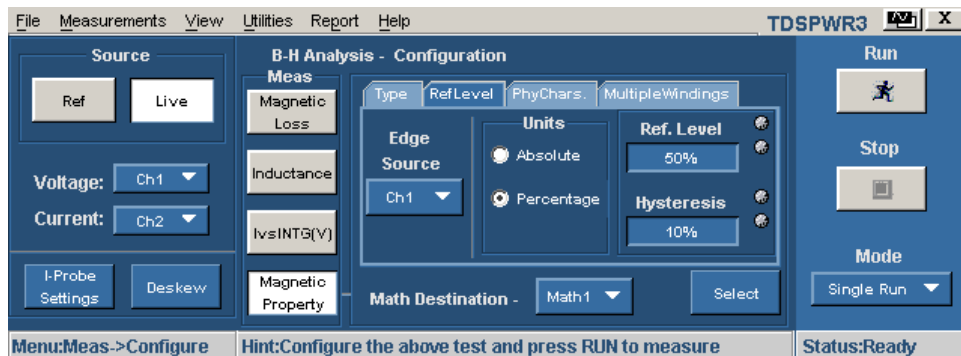 File Measurements View Utilities Report Help TDSPWR3 X
Source
Ref Live
Voltage: Ch1
Current: Ch2
I-Probe
Settings
Deskew
B-H Analysis - Configuration
Meas
Magnetic
Loss
Inductance
IvsINTG(V)
Magnetic
Property
Type RefLevel PhyChars. MultipleWindings
Edge
Source
Ch1
Units
Absolute
Percentage
Ref. Level
50%
Hysteresis
10%
Math Destination - Math1 Select
Run
Stop
Mode
Single Run
Menu:Meas->Configure Hint:Configure the above test and press RUN to measure Status:Ready